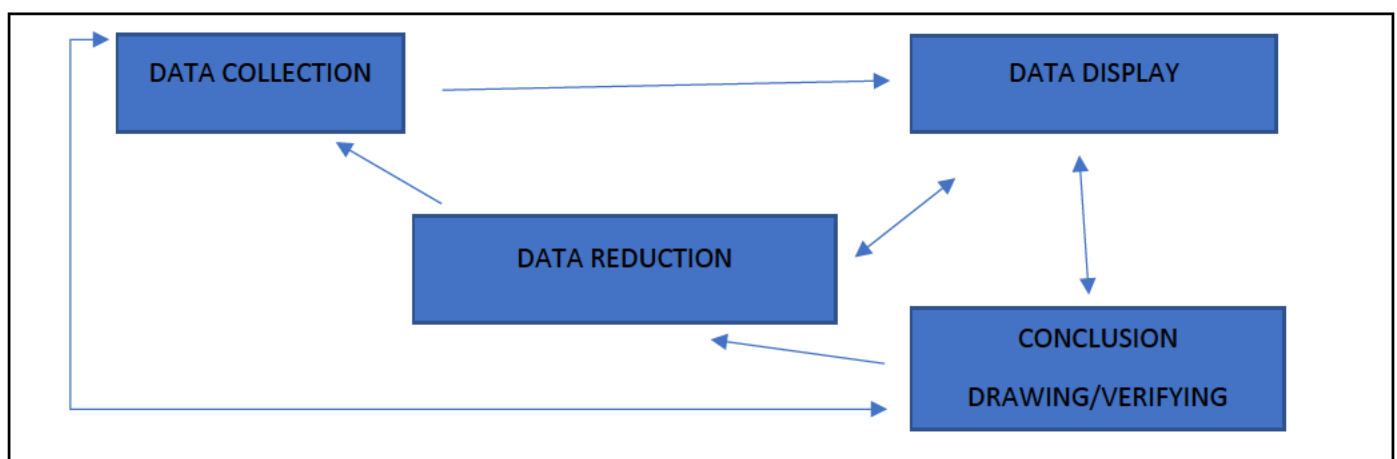 DATA COLLECTION
DATA DISPLAY
DATA REDUCTION
CONCLUSION
DRAWING/VERIFYING